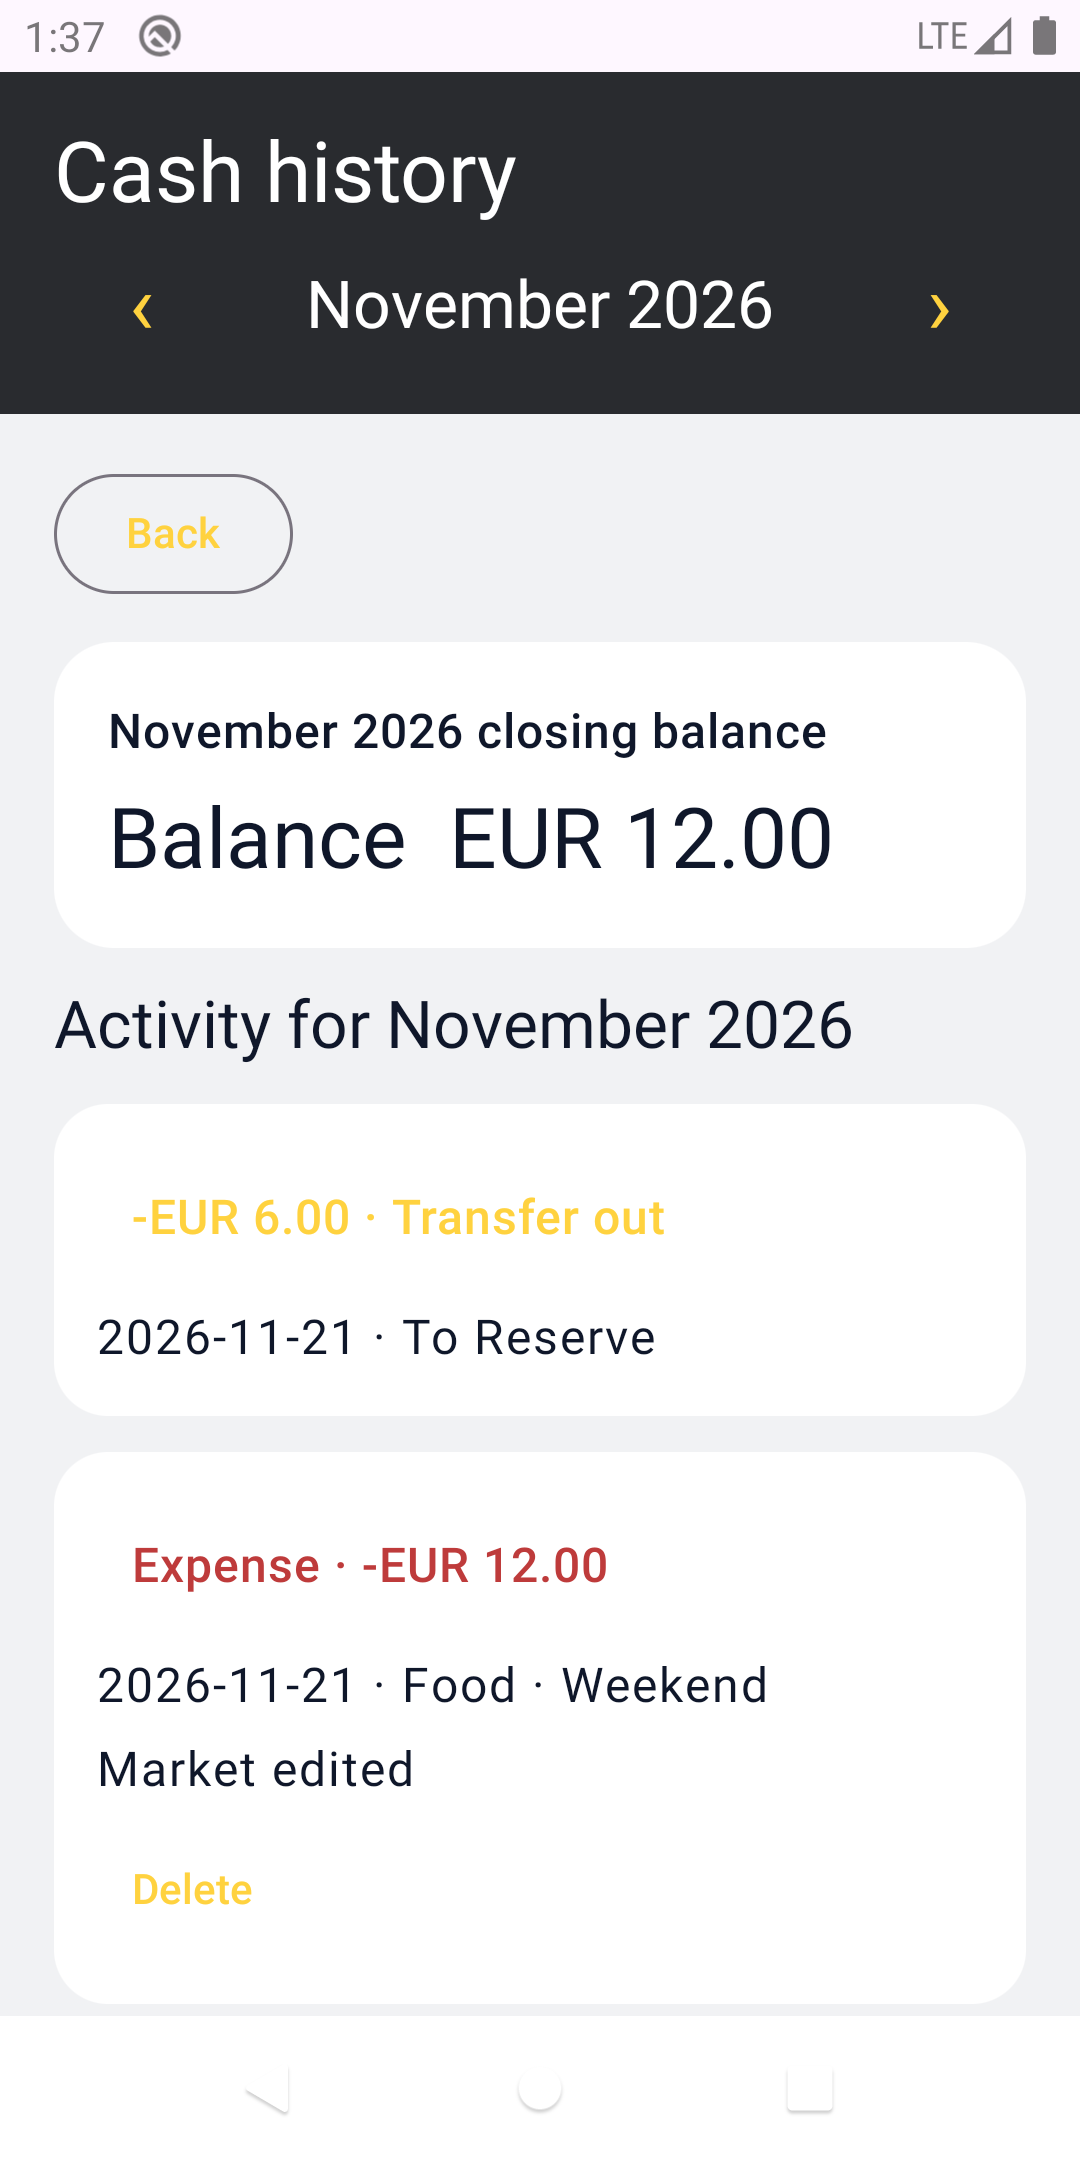 1:37 LTE
Cash history
‹ November 2026 ›
Back
November 2026 closing balance
Balance EUR 12.00
Activity for November 2026
-EUR 6.00 · Transfer out
2026-11-21 · To Reserve
Expense · -EUR 12.00
2026-11-21 · Food · Weekend
Market edited
Delete